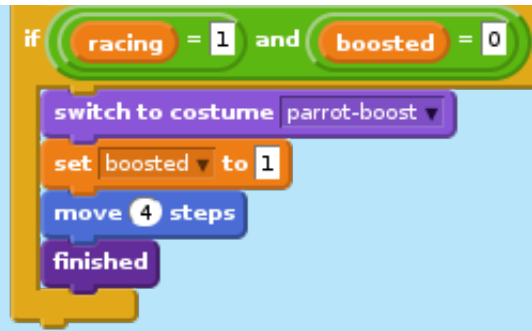 if racing = 1 and boosted = 0
switch to costume parrot-boost
set boosted to 1
move 4 steps
finished